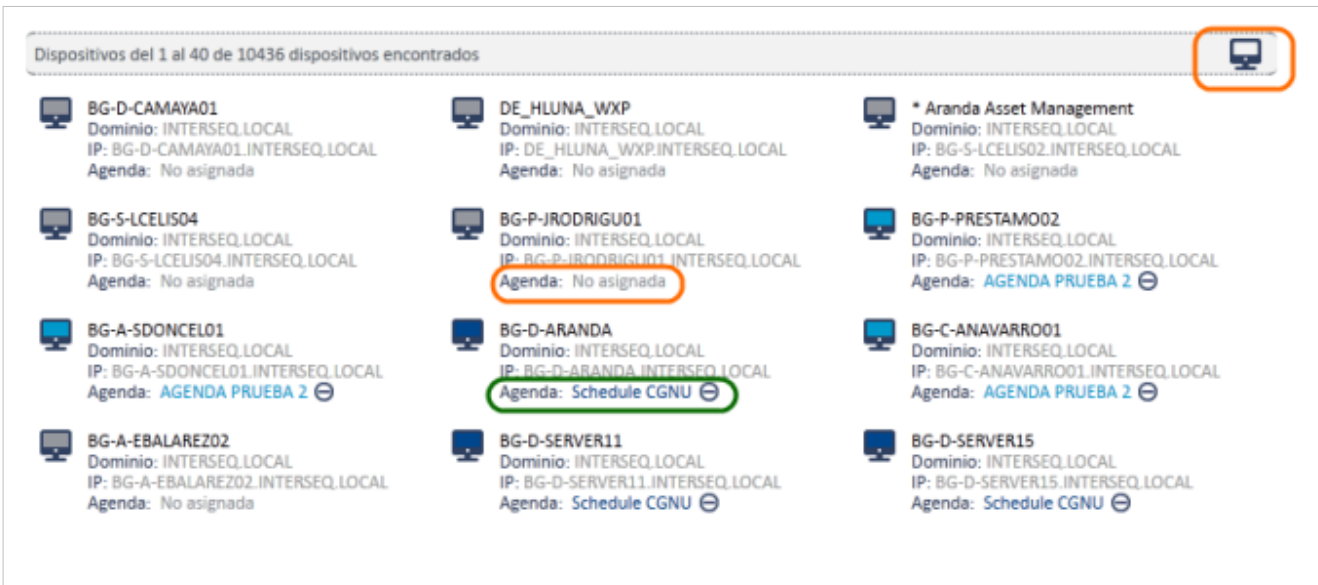 Dispositivos del 1 al 40 de 10436 dispositivos encontrados
BG-D-CAMAYA01
Dominio: INTERSEQ.LOCAL
IP: BG-D-CAMAYA01.INTERSEQ.LOCAL
Agenda: No asignada
DE_HLUNA_WXP
Dominio: INTERSEQ.LOCAL
IP: DE_HLUNA_WXP.INTERSEQ.LOCAL
Agenda: No asignada
* Aranda Asset Management
Dominio: INTERSEQ.LOCAL
IP: BG-S-LCELIS02.INTERSEQ.LOCAL
Agenda: No asignada
BG-S-LCELIS04
Dominio: INTERSEQ.LOCAL
IP: BG-S-LCELIS04.INTERSEQ.LOCAL
Agenda: No asignada
BG-P-JRODRIGU01
Dominio: INTERSEQ.LOCAL
IP: BG-P-JRODRIGU01.INTERSEQ.LOCAL
Agenda: No asignada
BG-P-PRESTAMO02
Dominio: INTERSEQ.LOCAL
IP: BG-P-PRESTAMO02.INTERSEQ.LOCAL
Agenda: AGENDA PRUEBA 2
BG-A-SDONCEL01
Dominio: INTERSEQ.LOCAL
IP: BG-A-SDONCEL01.INTERSEQ.LOCAL
Agenda: AGENDA PRUEBA 2
BG-D-ARANDA
Dominio: INTERSEQ.LOCAL
IP: BG-D-ARANDA.INTERSEQ.LOCAL
Agenda: Schedule CGNU
BG-C-ANAVARRO01
Dominio: INTERSEQ.LOCAL
IP: BG-C-ANAVARRO01.INTERSEQ.LOCAL
Agenda: AGENDA PRUEBA 2
BG-A-EBALAREZ02
Dominio: INTERSEQ.LOCAL
IP: BG-A-EBALAREZ02.INTERSEQ.LOCAL
Agenda: No asignada
BG-D-SERVER11
Dominio: INTERSEQ.LOCAL
IP: BG-D-SERVER11.INTERSEQ.LOCAL
Agenda: Schedule CGNU
BG-D-SERVER15
Dominio: INTERSEQ.LOCAL
IP: BG-D-SERVER15.INTERSEQ.LOCAL
Agenda: Schedule CGNU